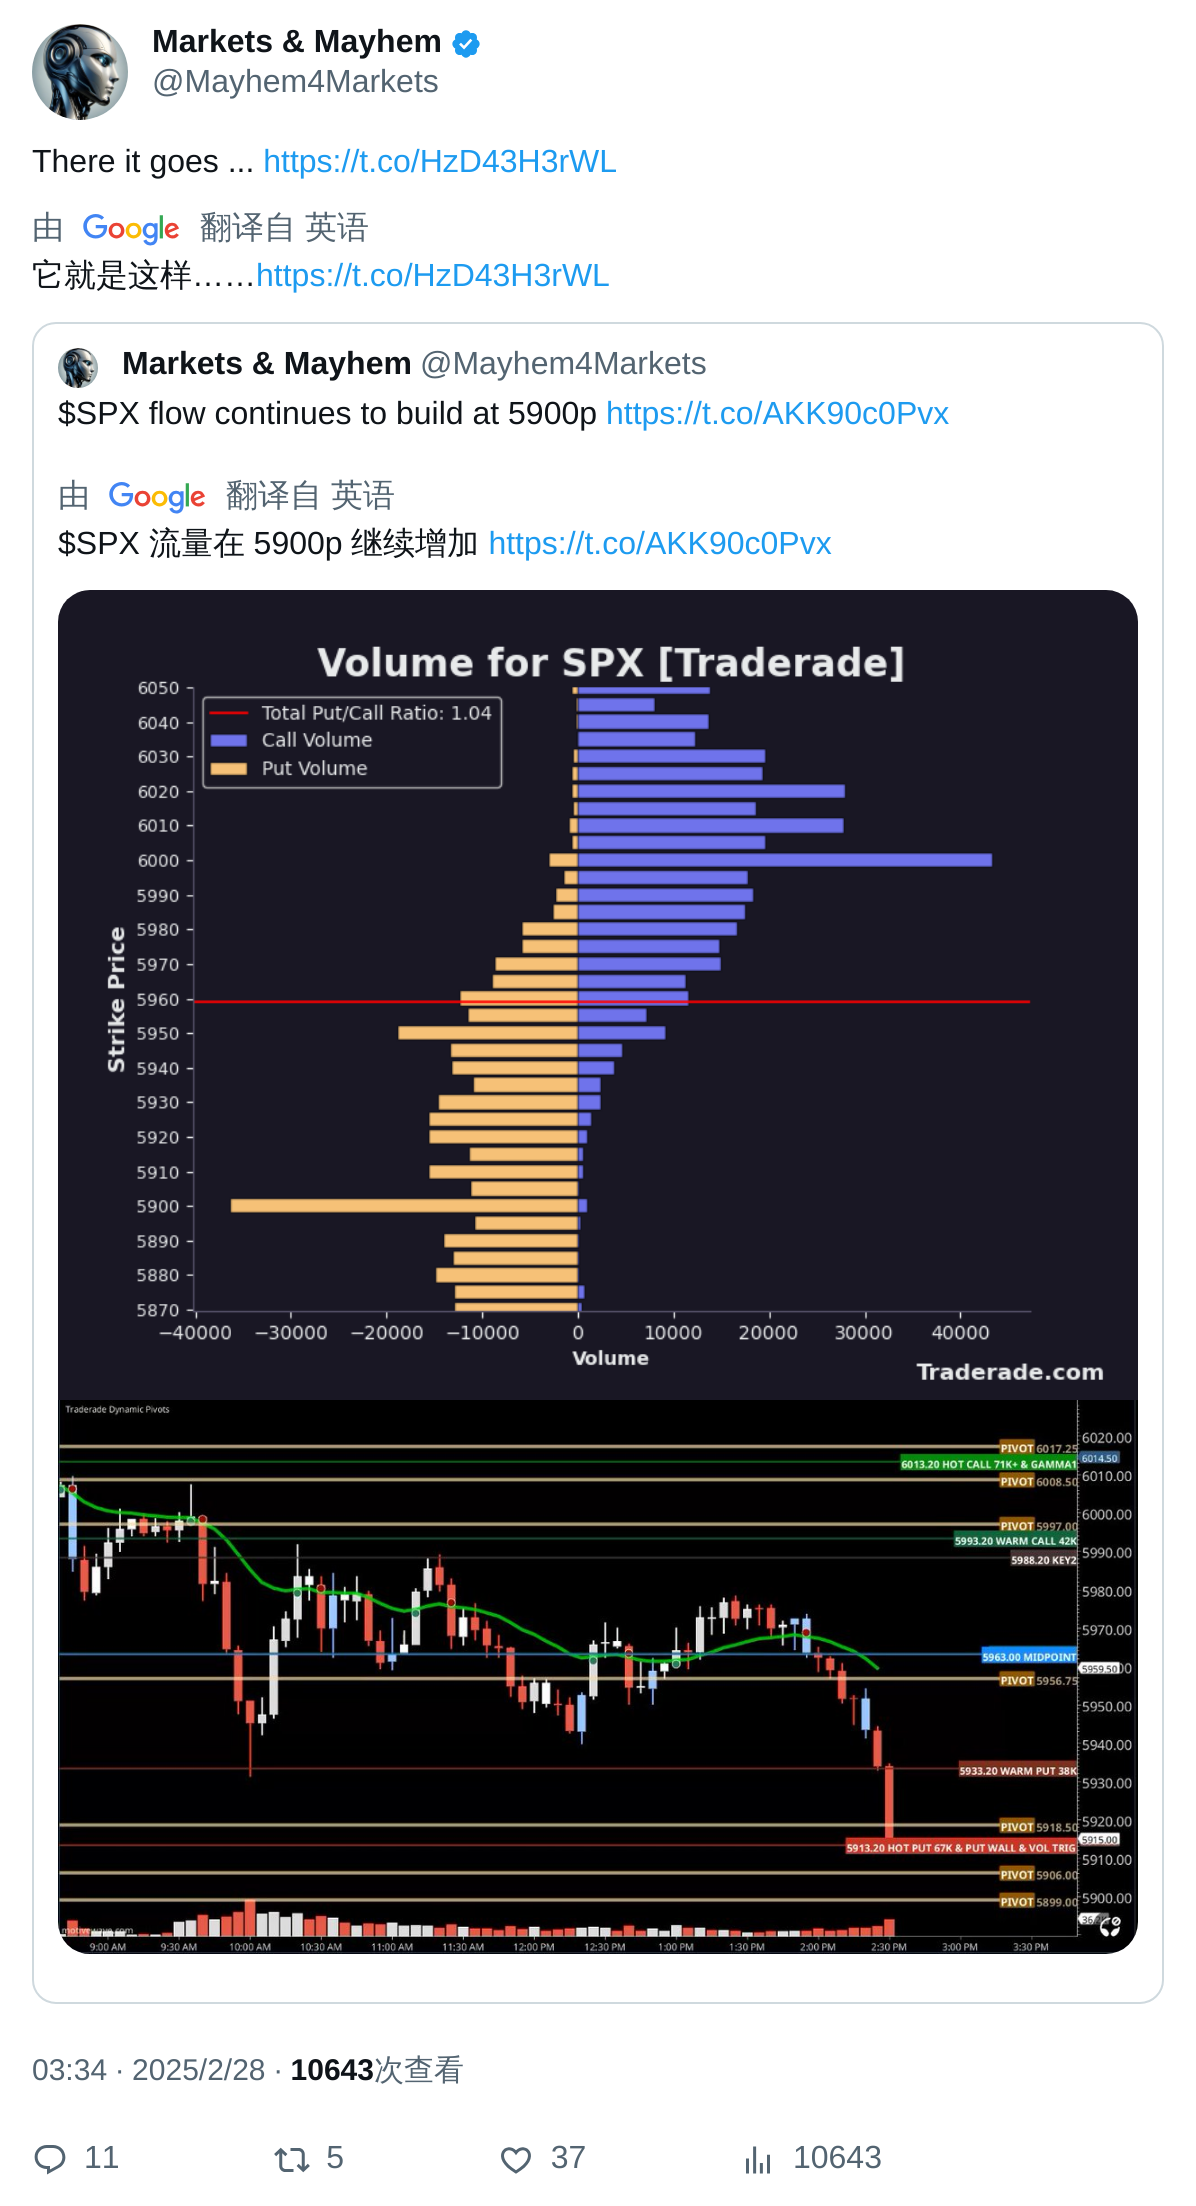 Markets & Mayhem
@Mayhem4Markets
There it goes ... https://t.co/HzD43H3rWL
由 Google 翻译自 英语
它就是这样……https://t.co/HzD43H3rWL
Markets & Mayhem @Mayhem4Markets
$SPX flow continues to build at 5900p https://t.co/AKK90c0Pvx
由 Google 翻译自 英语
$SPX 流量在 5900p 继续增加 https://t.co/AKK90c0Pvx
Volume for SPX [Traderade]
Total Put/Call Ratio: 1.04
Call Volume
Put Volume
Strike Price
6050
6040
6030
6020
6010
6000
5990
5980
5970
5960
5950
5940
5930
5920
5910
5900
5890
5880
5870
−40000 −30000 −20000 −10000 0 10000 20000 30000 40000
Volume
Traderade.com
Traderade Dynamic Pivots
6020.00
PIVOT 6017.25
6014.50
6013.20 HOT CALL 71K+ & GAMMA1
6010.00
PIVOT 6008.50
6000.00
PIVOT 5997.00
5993.20 WARM CALL 42K
5990.00
5988.20 KEY2
5980.00
5970.00
5963.00 MIDPOINT
5959.50
PIVOT 5956.75
5950.00
5940.00
5933.20 WARM PUT 38K
5930.00
5920.00
PIVOT 5918.50
5915.00
5913.20 HOT PUT 67K & PUT WALL & VOL TRIG
5910.00
PIVOT 5906.00
5900.00
PIVOT 5899.00
9:00 AM 9:30 AM 10:00 AM 10:30 AM 11:00 AM 11:30 AM 12:00 PM 12:30 PM 1:00 PM 1:30 PM 2:00 PM 2:30 PM 3:00 PM 3:30 PM
03:34 · 2025/2/28 · 10643次查看
11 5 37 10643